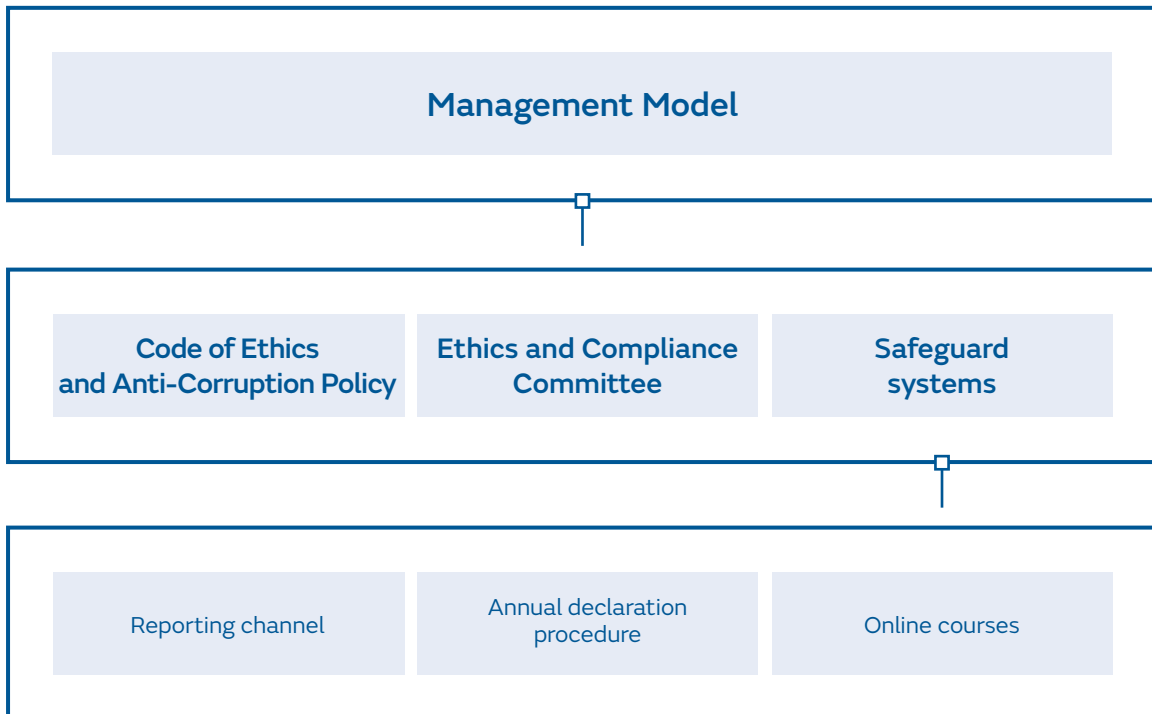 Management Model
Code of Ethics
and Anti-Corruption Policy
Ethics and Compliance
Committee
Safeguard
systems
Reporting channel
Annual declaration
procedure
Online courses